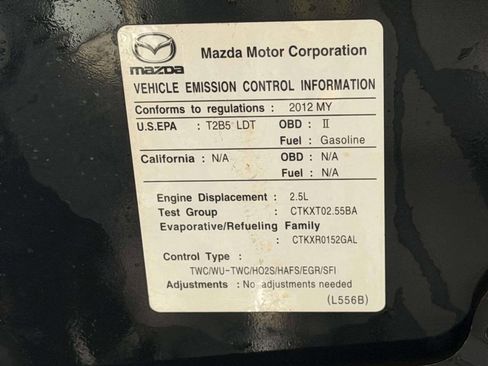 Mazda Motor Corporation
mazda
VEHICLE EMISSION CONTROL INFORMATION
Conforms to regulations : 2012 MY
U.S.EPA : T2B5 LDT OBD : II
Fuel : Gasoline
California : N/A OBD : N/A
Fuel : N/A
Engine Displacement : 2.5L
Test Group : CTKXT02.55BA
Evaporative/Refueling Family
: CTKXR0152GAL
Control Type :
TWC/WU-TWC/HO2S/HAFS/EGR/SFI
Adjustments : No adjustments needed
(L556B)